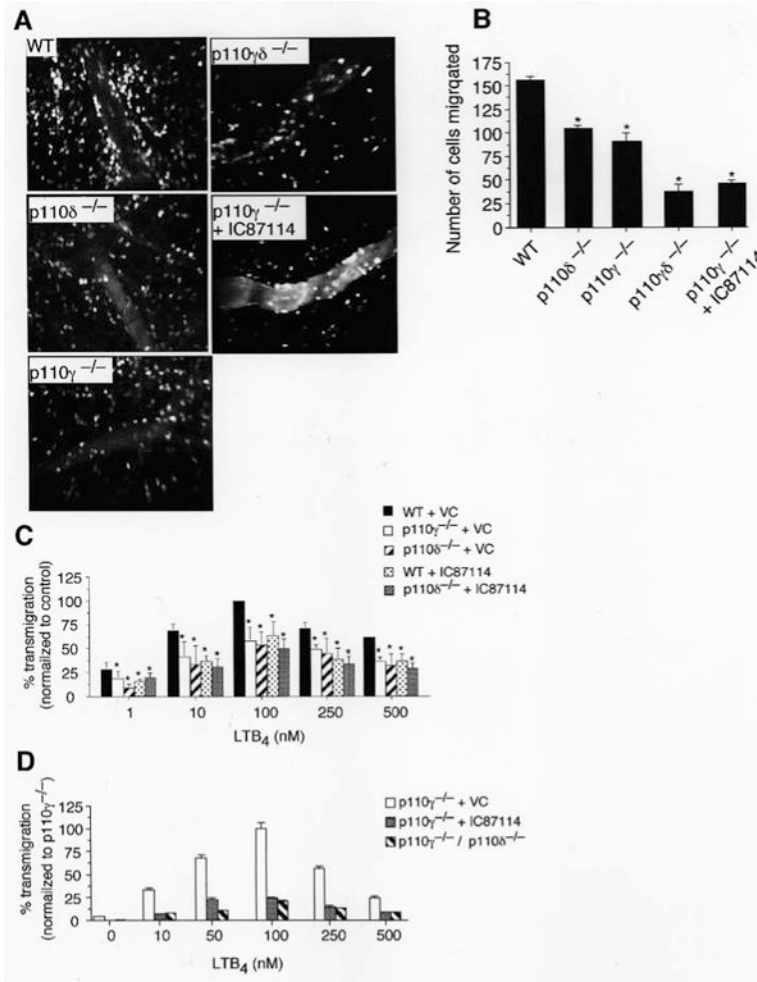 A
WT
p110γδ −/−
p110δ −/−
p110γ −/−
+ IC87114
p110γ −/−
B
Number of cells migrqated
175
150
125
100
75
50
25
0
*
*
*
*
WT
p110δ −/−
p110γ −/−
p110γδ −/−
p110γ −/−
+ IC87114
C
WT + VC
p110γ −/− + VC
p110δ −/− + VC
WT + IC87114
p110δ −/− + IC87114
% transmigration
(normalized to control)
125
100
75
50
25
0
* * * *
* * * *
* * * *
* * * *
* * * *
1 10 100 250 500
LTB4 (nM)
D
p110γ −/− + VC
p110γ −/− + IC87114
p110γ −/− / p110δ −/−
% transmigration
(normailzed to p110γ −/−)
125
100
75
50
25
0
0 10 50 100 250 500
LTB4 (nM)